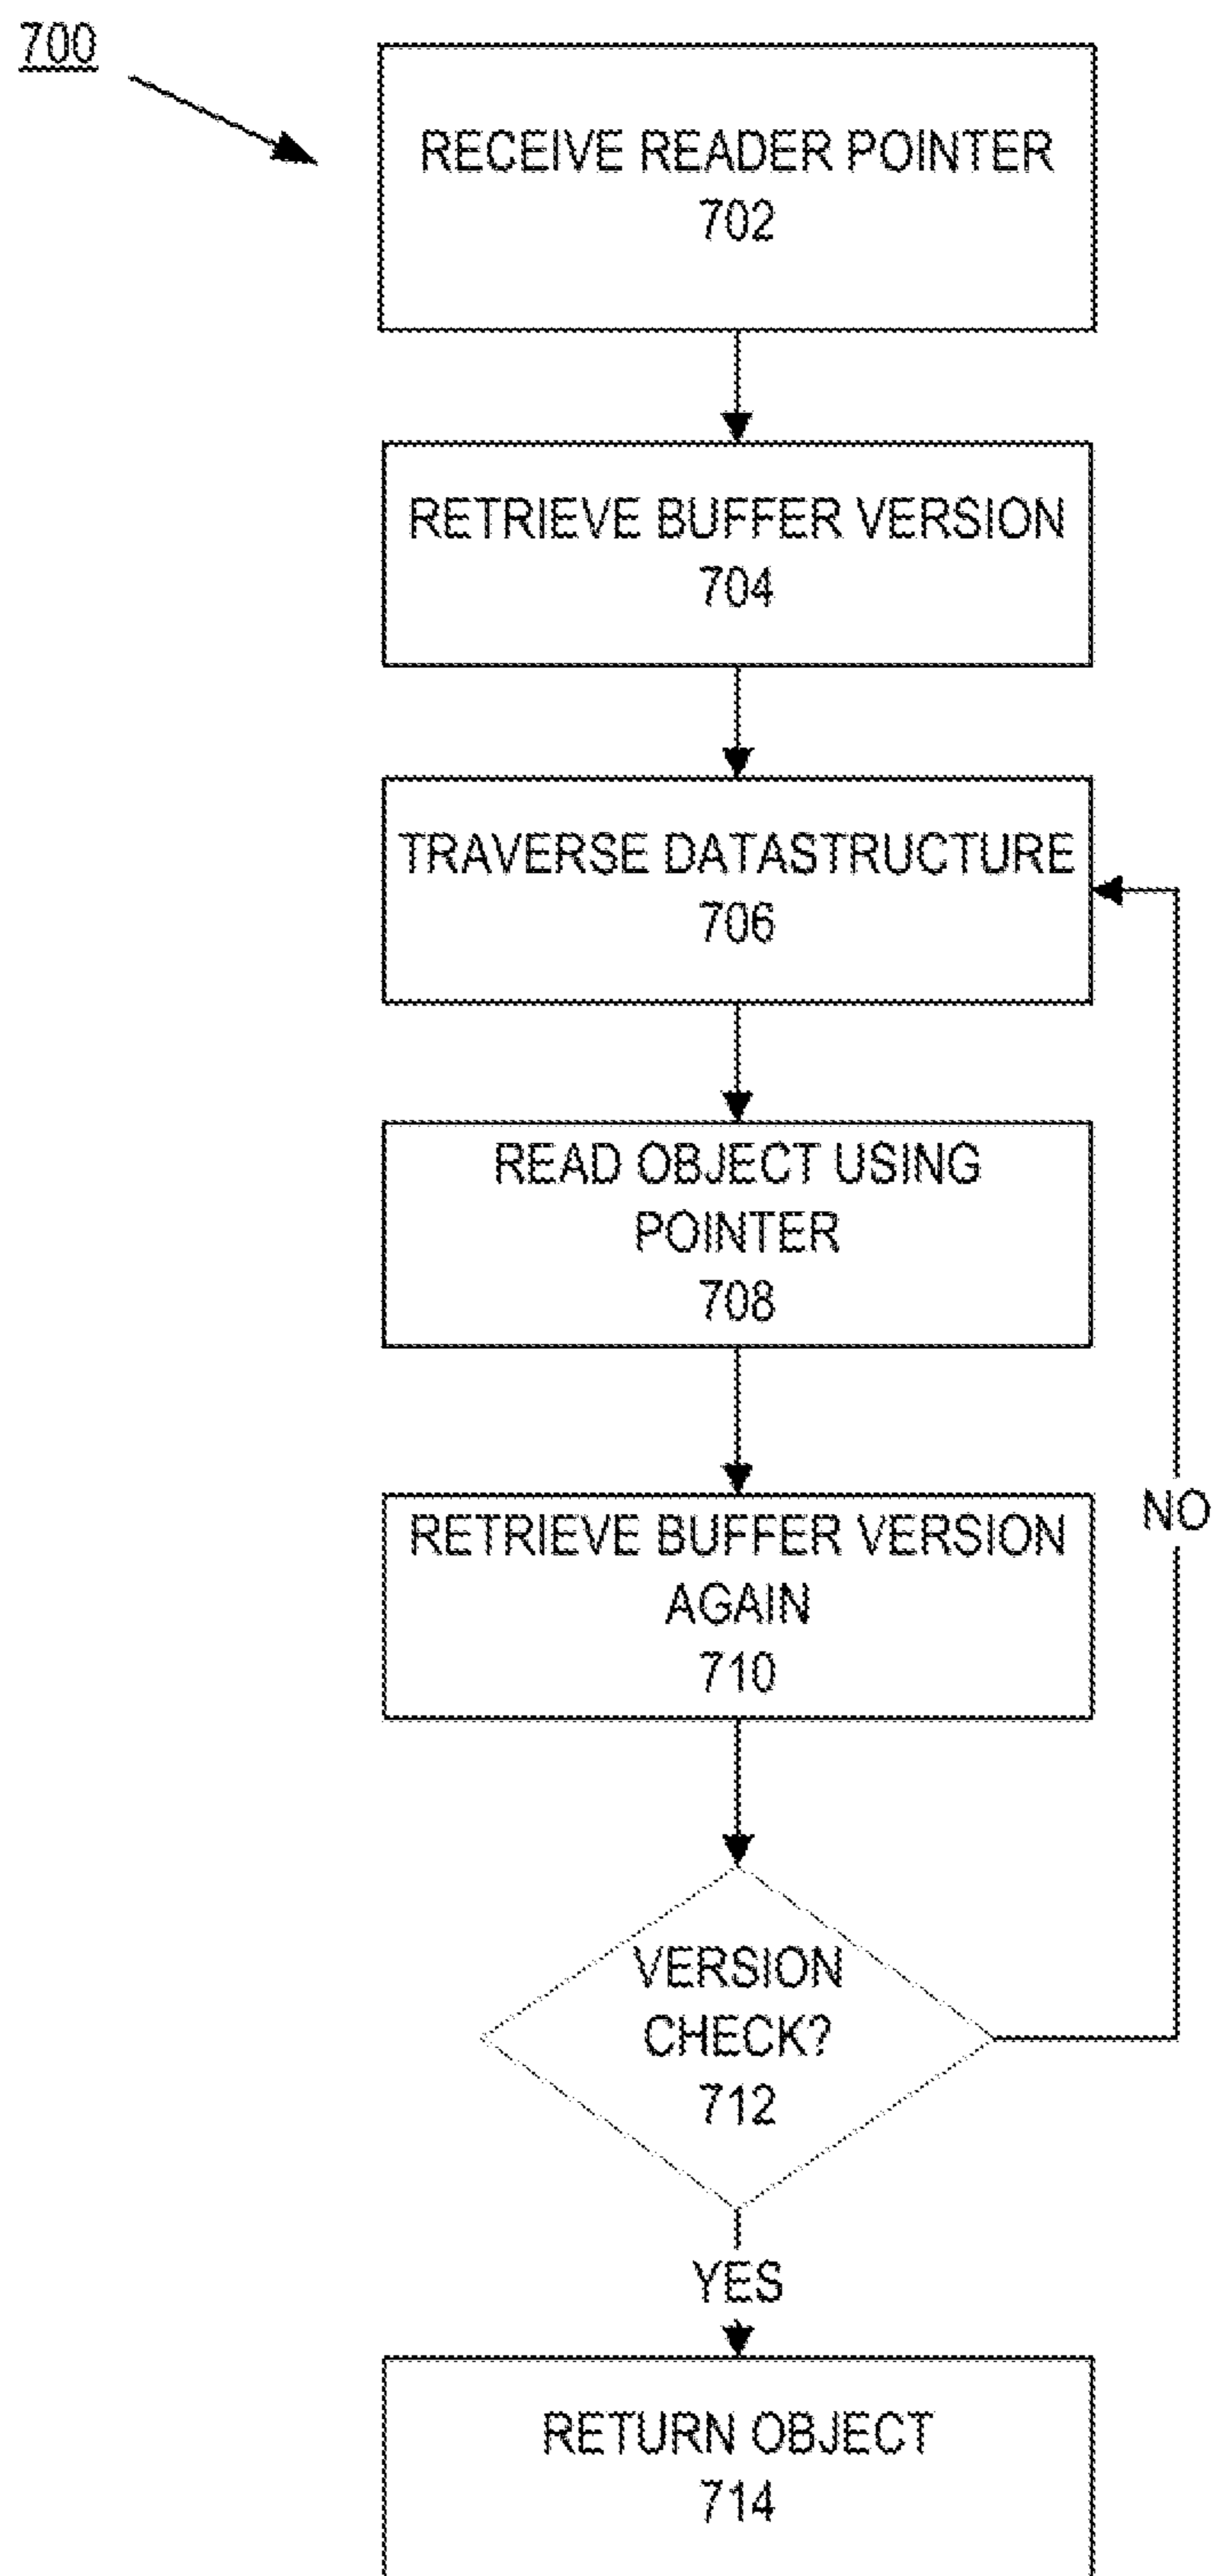 700
RECEIVE READER POINTER
702
RETRIEVE BUFFER VERSION
704
TRAVERSE DATASTRUCTURE
706
READ OBJECT USING
POINTER
708
RETRIEVE BUFFER VERSION
AGAIN
710
NO
VERSION
CHECK?
712
YES
RETURN OBJECT
714